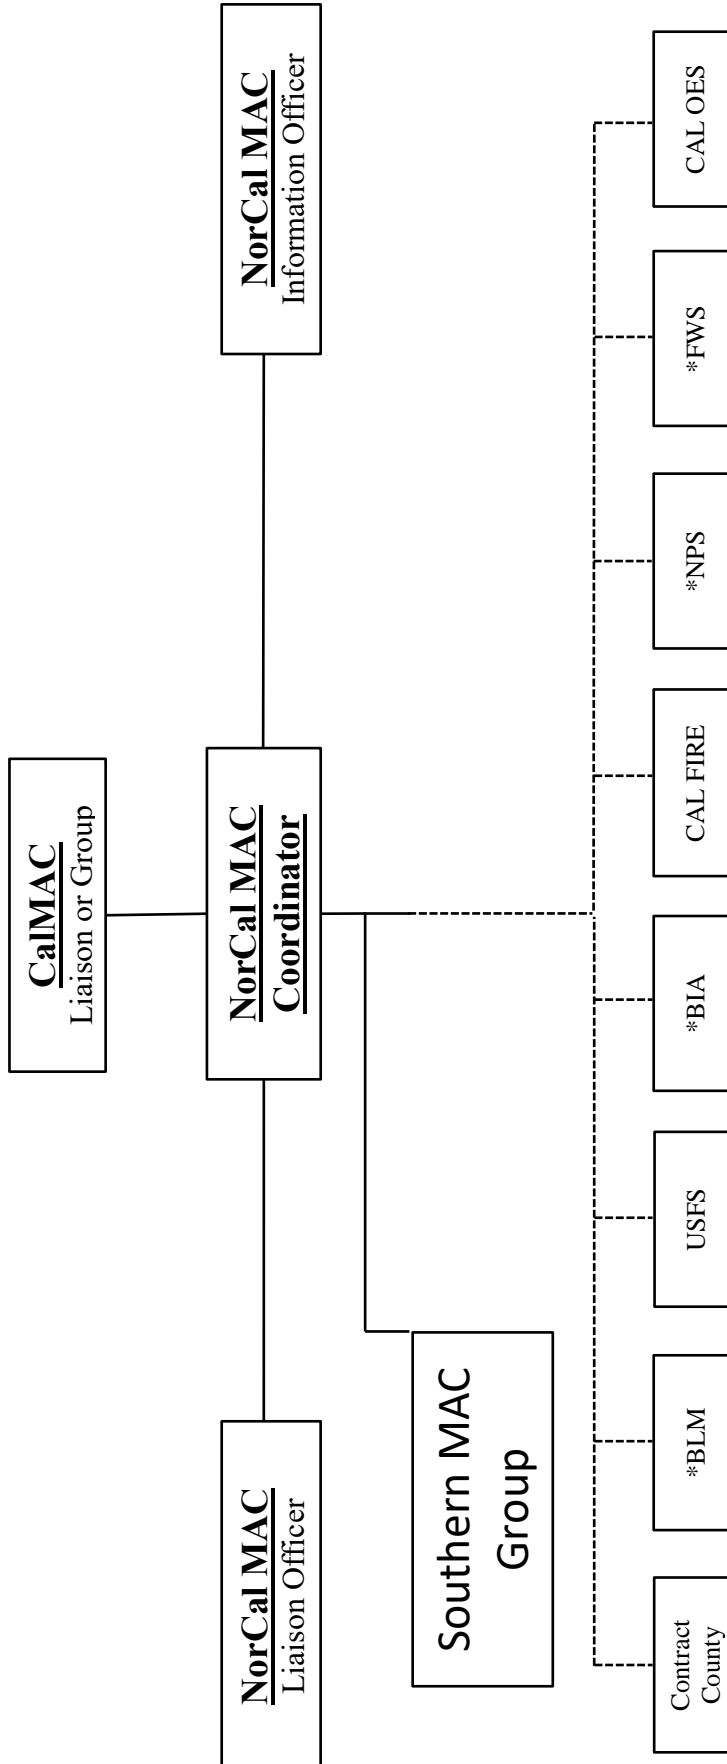 CalMAC
Liaison or Group
NorCal MAC
Liaison Officer
NorCal MAC
Coordinator
NorCal MAC
Information Officer
Southern MAC
Group
Contract
County
*BLM
USFS
*BIA
CAL FIRE
*NPS
*FWS
CAL OES